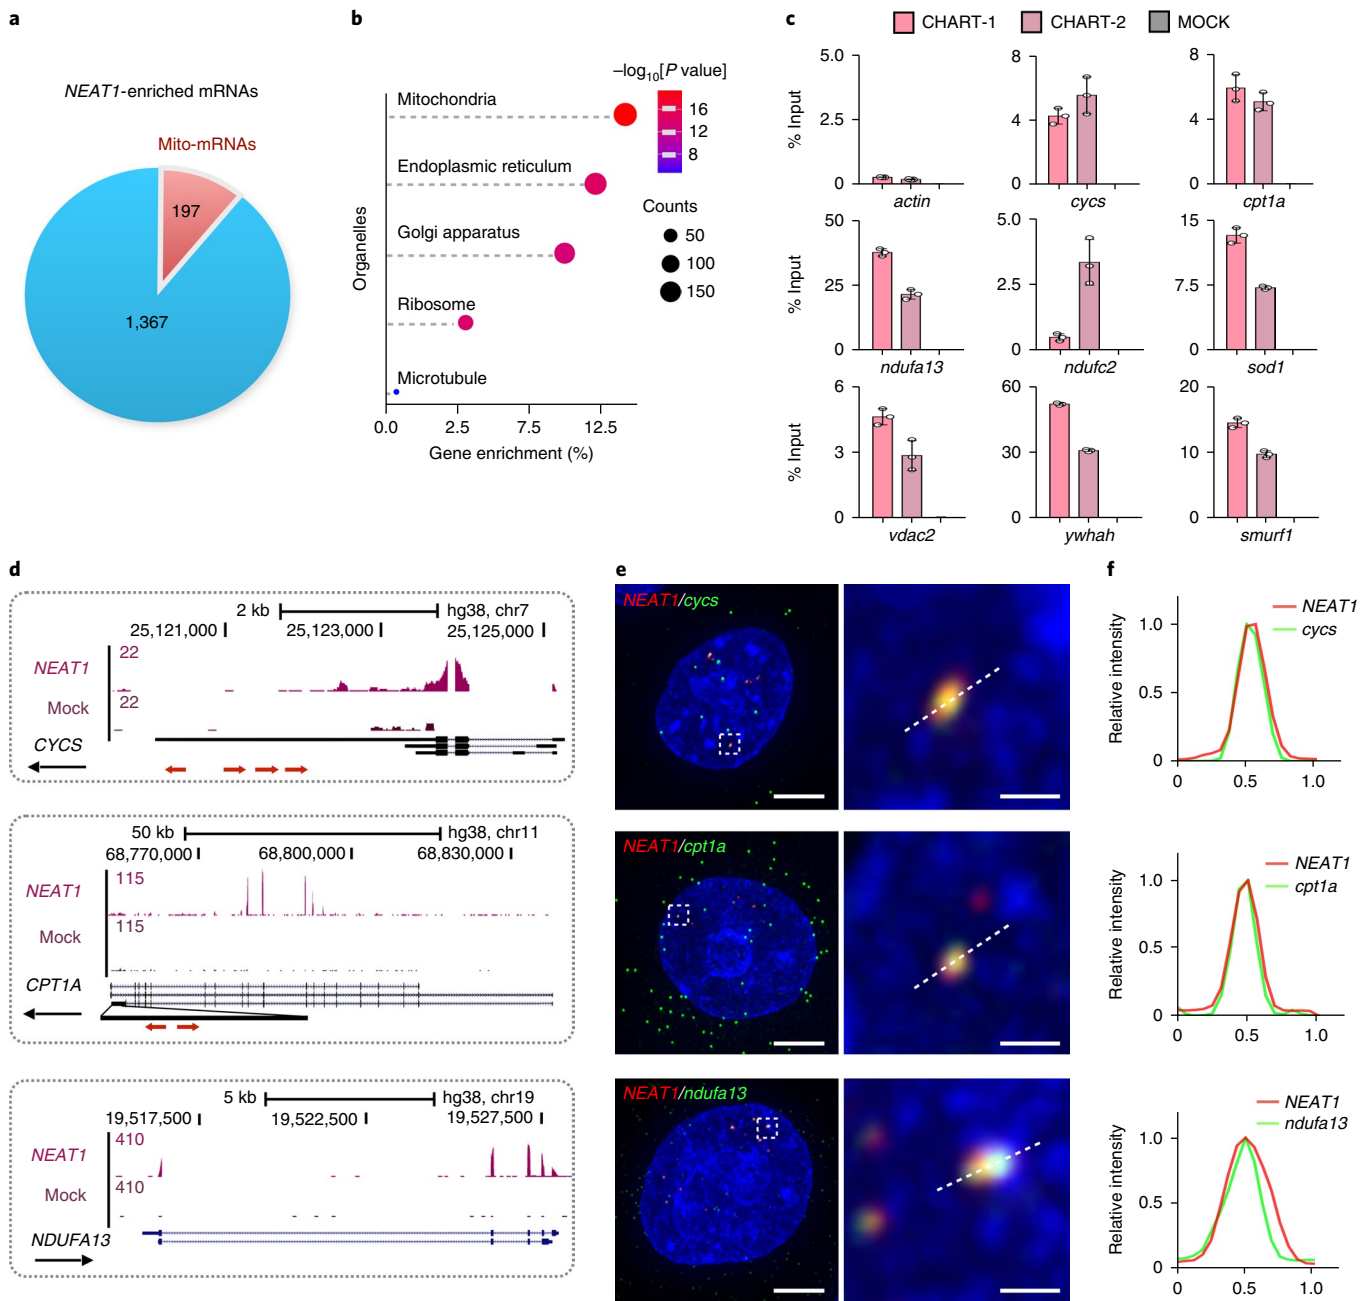 a
NEAT1-enriched mRNAs
Mito-mRNAs
197
1,367
b
Organelles
Mitochondria
Endoplasmic reticulum
Golgi apparatus
Ribosome
Microtubule
0.0 2.5 7.5 12.5
Gene enrichment (%)
–log10[P value]
16
12
8
Counts
50
100
150
c
CHART-1 CHART-2 MOCK
% Input
5.0
2.5
0
actin
8
4
0
cycs
8
4
0
cpt1a
% Input
50
25
0
ndufa13
5.0
2.5
0
ndufc2
15
7.5
0
sod1
% Input
6
3
0
vdac2
60
30
0
ywhah
20
10
0
smurf1
d
2 kb hg38, chr7
25,121,000 25,123,000 25,125,000
NEAT1 22
Mock 22
CYCS
50 kb hg38, chr11
68,770,000 68,800,000 68,830,000
NEAT1 115
Mock 115
CPT1A
5 kb hg38, chr19
19,517,500 19,522,500 19,527,500
NEAT1 410
Mock 410
NDUFA13
e
NEAT1/cycs
NEAT1/cpt1a
NEAT1/ndufa13
f
Relative intensity
1.0
0.5
0
0 0.5 1.0
NEAT1
cycs
Relative intensity
1.0
0.5
0
0 0.5 1.0
NEAT1
cpt1a
Relative intensity
1.0
0.5
0
0 0.5 1.0
NEAT1
ndufa13